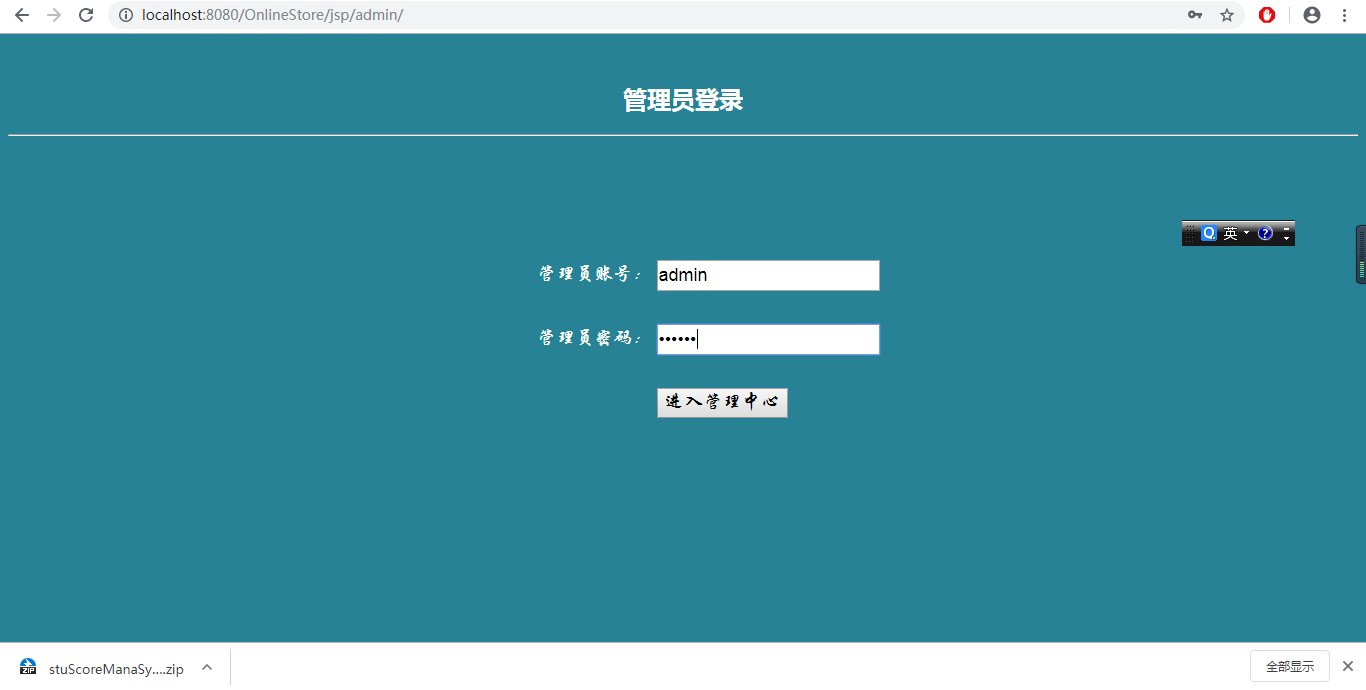 localhost:8080/OnlineStore/jsp/admin/
管理员登录
英
管理员账号： admin
管理员密码： ••••••
进入管理中心
stuScoreManaSy....zip
全部显示